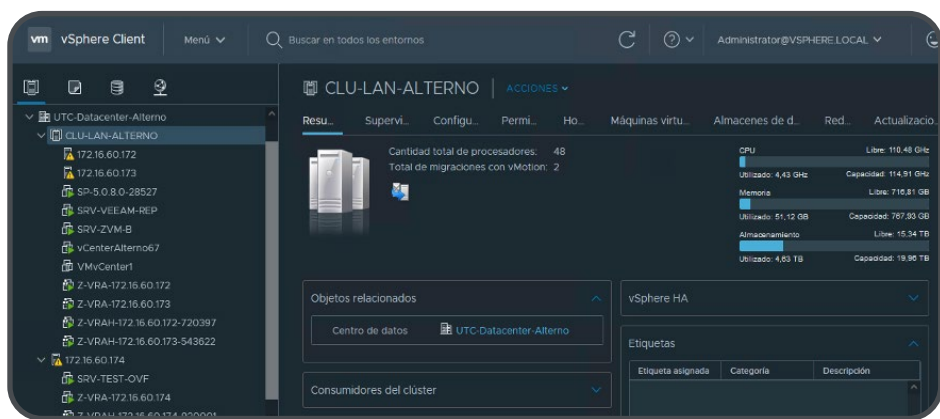 vm vSphere Client Menú Buscar en todos los entornos Administrator@VSPHERE.LOCAL
UTC-Datacenter-Alterno
CLU-LAN-ALTERNO
172.16.60.172
172.16.60.173
SP-5.0.8.0-28527
SRV-VEEAM-REP
SRV-ZVM-B
vCenterAlterno67
VMvCenter1
Z-VRA-172.16.60.172
Z-VRA-172.16.60.173
Z-VRAH-172.16.60.172-720397
Z-VRAH-172.16.60.173-543622
172.16.60.174
SRV-TEST-OVF
Z-VRA-172.16.60.174
Z-VRAH-172.16.60.174-920001
CLU-LAN-ALTERNO ACCIONES
Resu... Supervi... Configu... Permi... Ho... Máquinas virtu... Almacenes de d... Red... Actualizacio...
Cantidad total de procesadores: 48
Total de migraciones con vMotion: 2
CPU Libre: 110,48 GHz
Utilizado: 4,43 GHz Capacidad: 114,91 GHz
Memoria Libre: 716,81 GB
Utilizado: 51,12 GB Capacidad: 767,93 GB
Almacenamiento Libre: 15,34 TB
Utilizado: 4,63 TB Capacidad: 19,96 TB
Objetos relacionados
Centro de datos UTC-Datacenter-Alterno
Consumidores del clúster
vSphere HA
Etiquetas
Etiqueta asignada Categoría Descripción